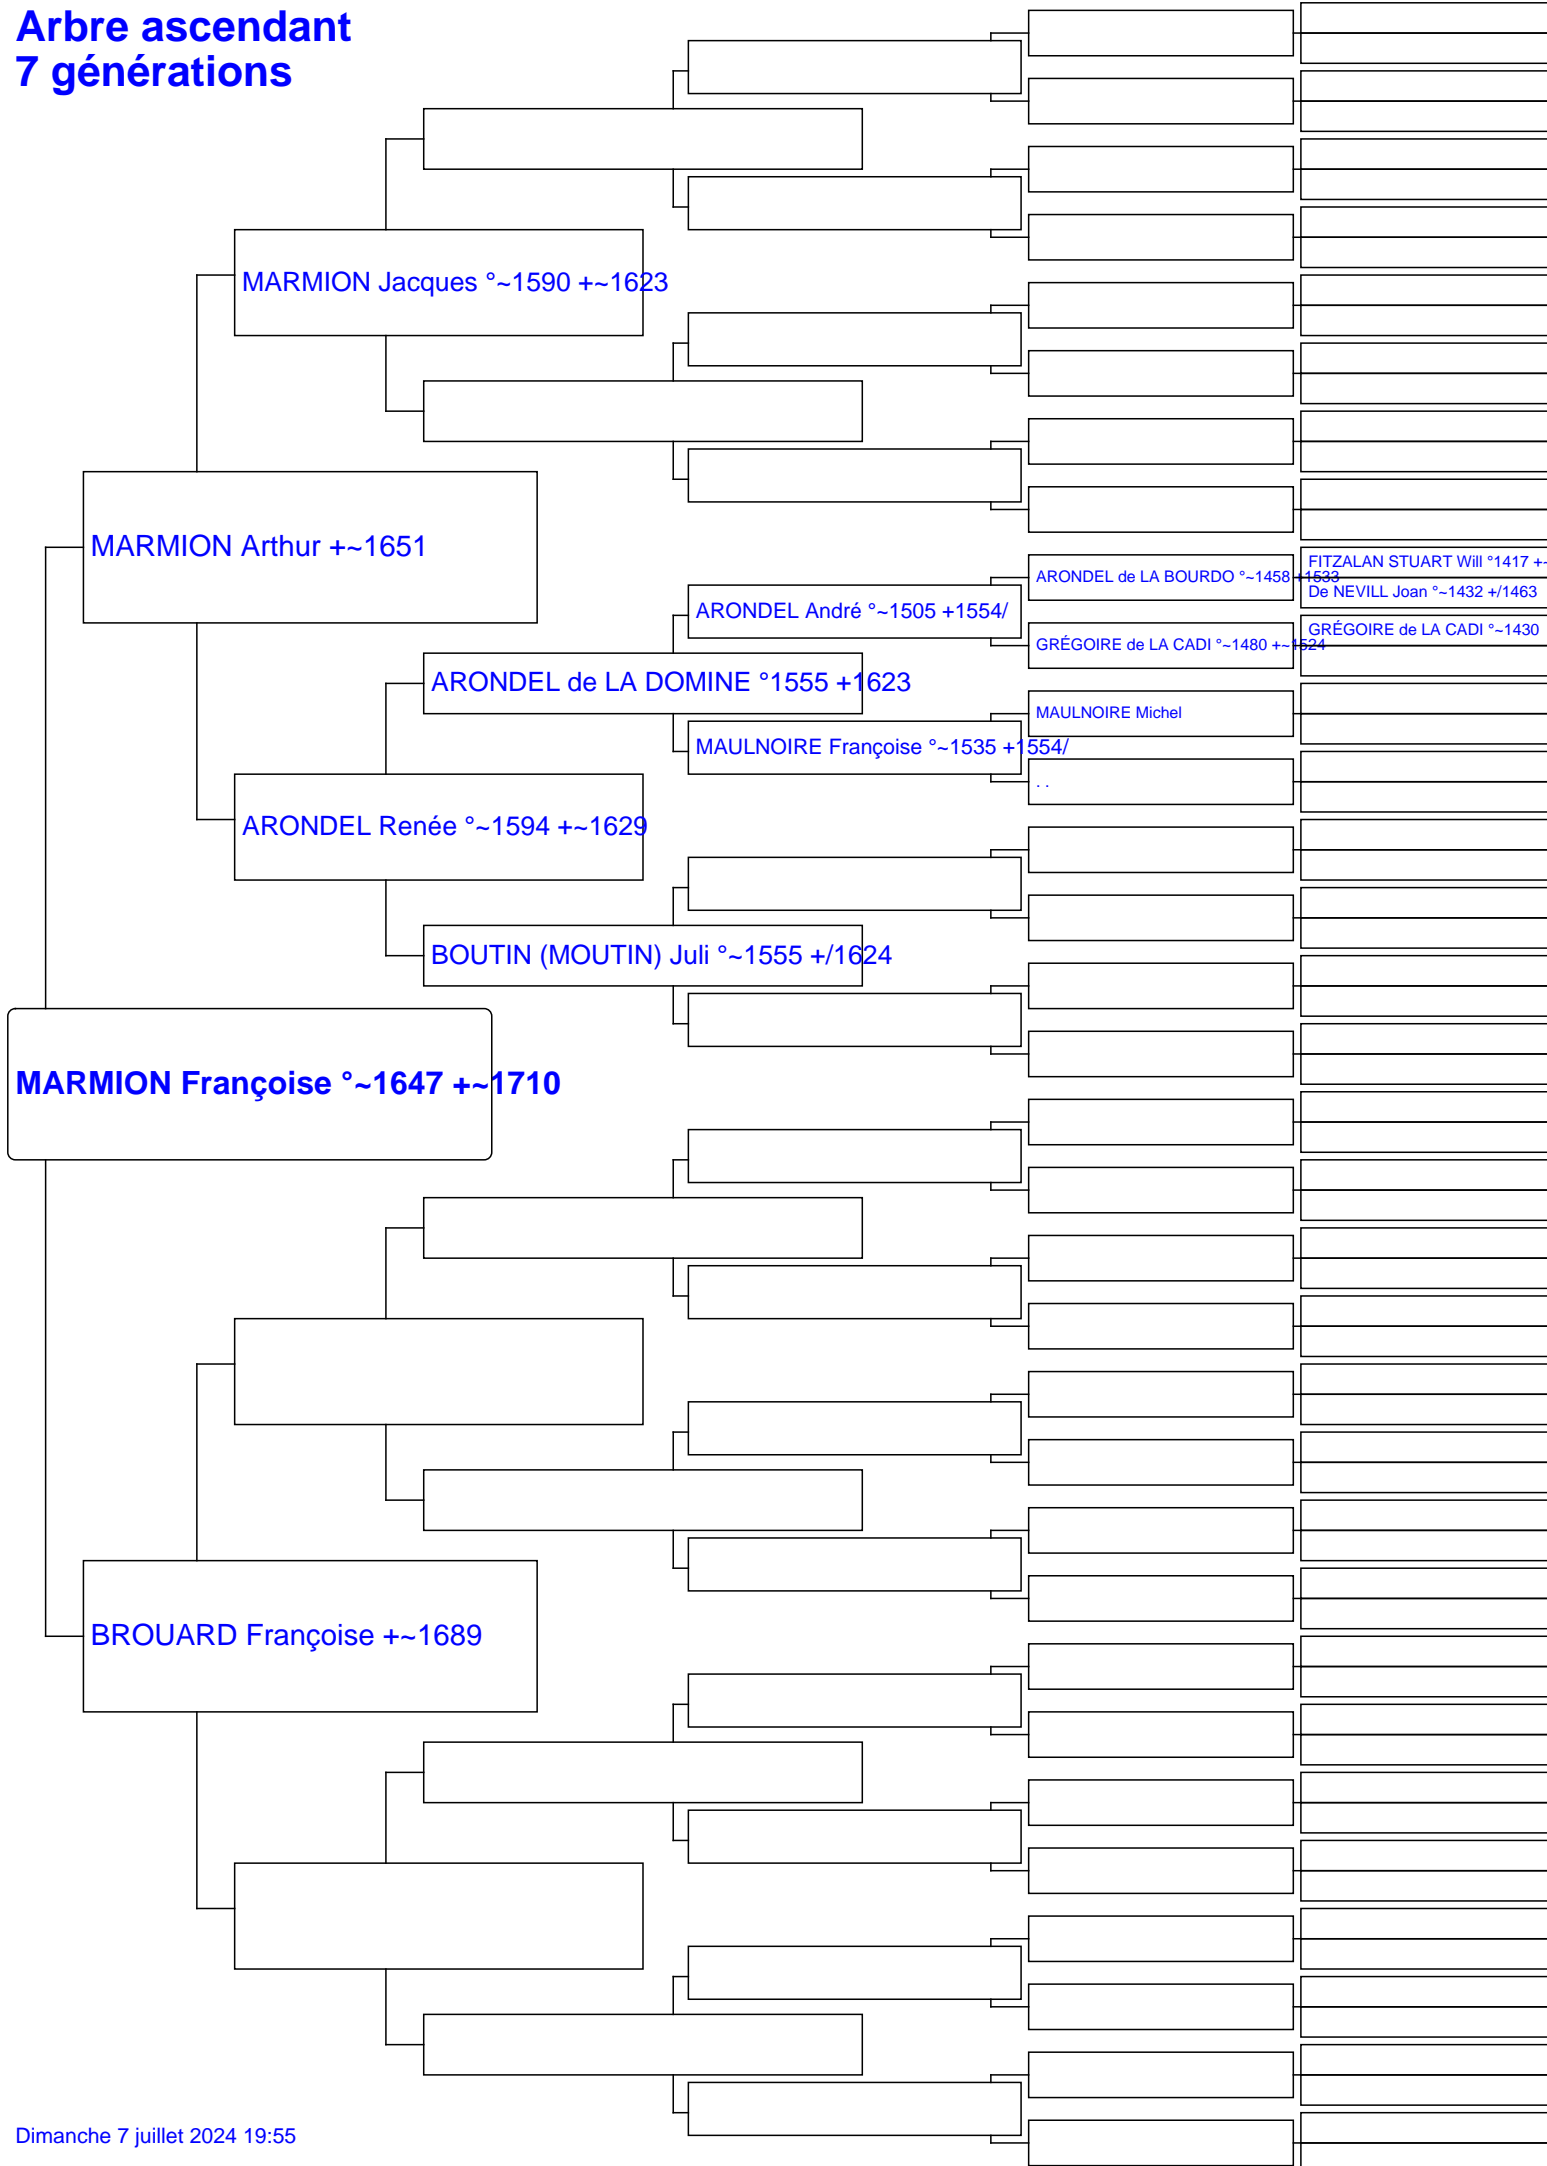 Arbre ascendant
7 générations
MARMION Jacques °~1590 +~1623
MARMION Arthur +~1651
FITZALAN STUART Will °1417 +~
ARONDEL de LA BOURDO °~1458 +1533
De NEVILL Joan °~1432 +/1463
ARONDEL André °~1505 +1554/
GRÉGOIRE de LA CADI °~1430
GRÉGOIRE de LA CADI °~1480 +~1524
ARONDEL de LA DOMINE °1555 +1623
MAULNOIRE Michel
MAULNOIRE Françoise °~1535 +1554/
. .
ARONDEL Renée °~1594 +~1629
BOUTIN (MOUTIN) Juli °~1555 +/1624
MARMION Françoise °~1647 +~1710
BROUARD Françoise +~1689
Dimanche 7 juillet 2024 19:55